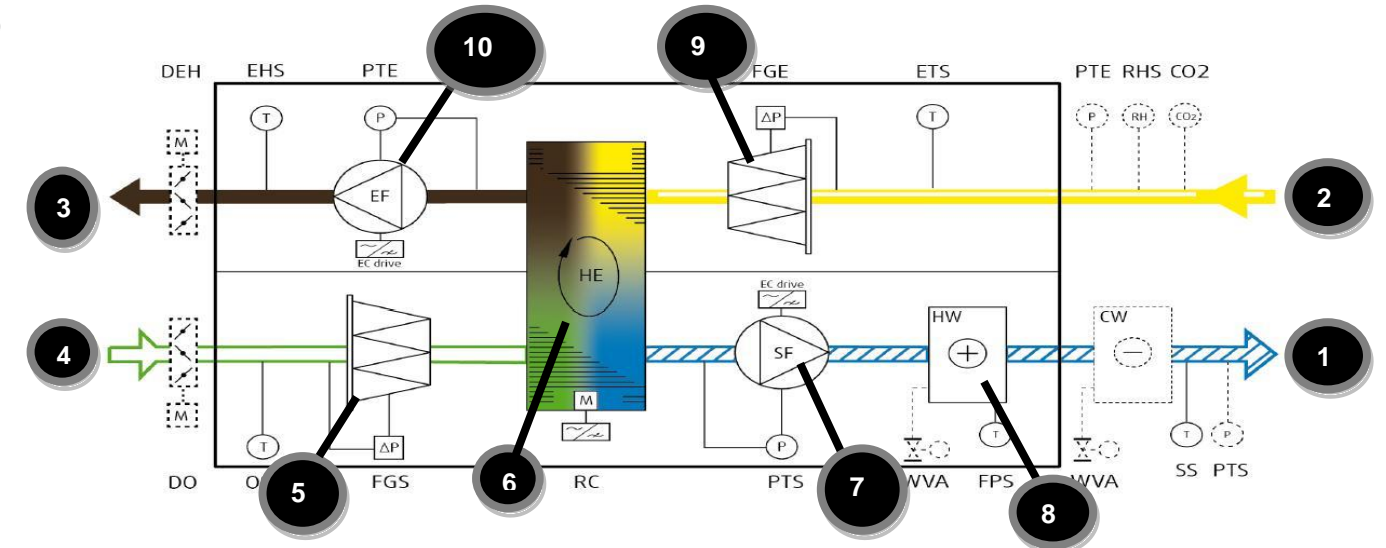 10
9
DEH EHS PTE FGE ETS PTE RHS CO2
T P ΔP T P RH CO2
M
3 EF 2
EC drive
HE
EC drive
HW CW
4 SF 1
M
M
T ΔP P T T P
5 6 7
SS PTS
DO FGS RC PTS FPS
8